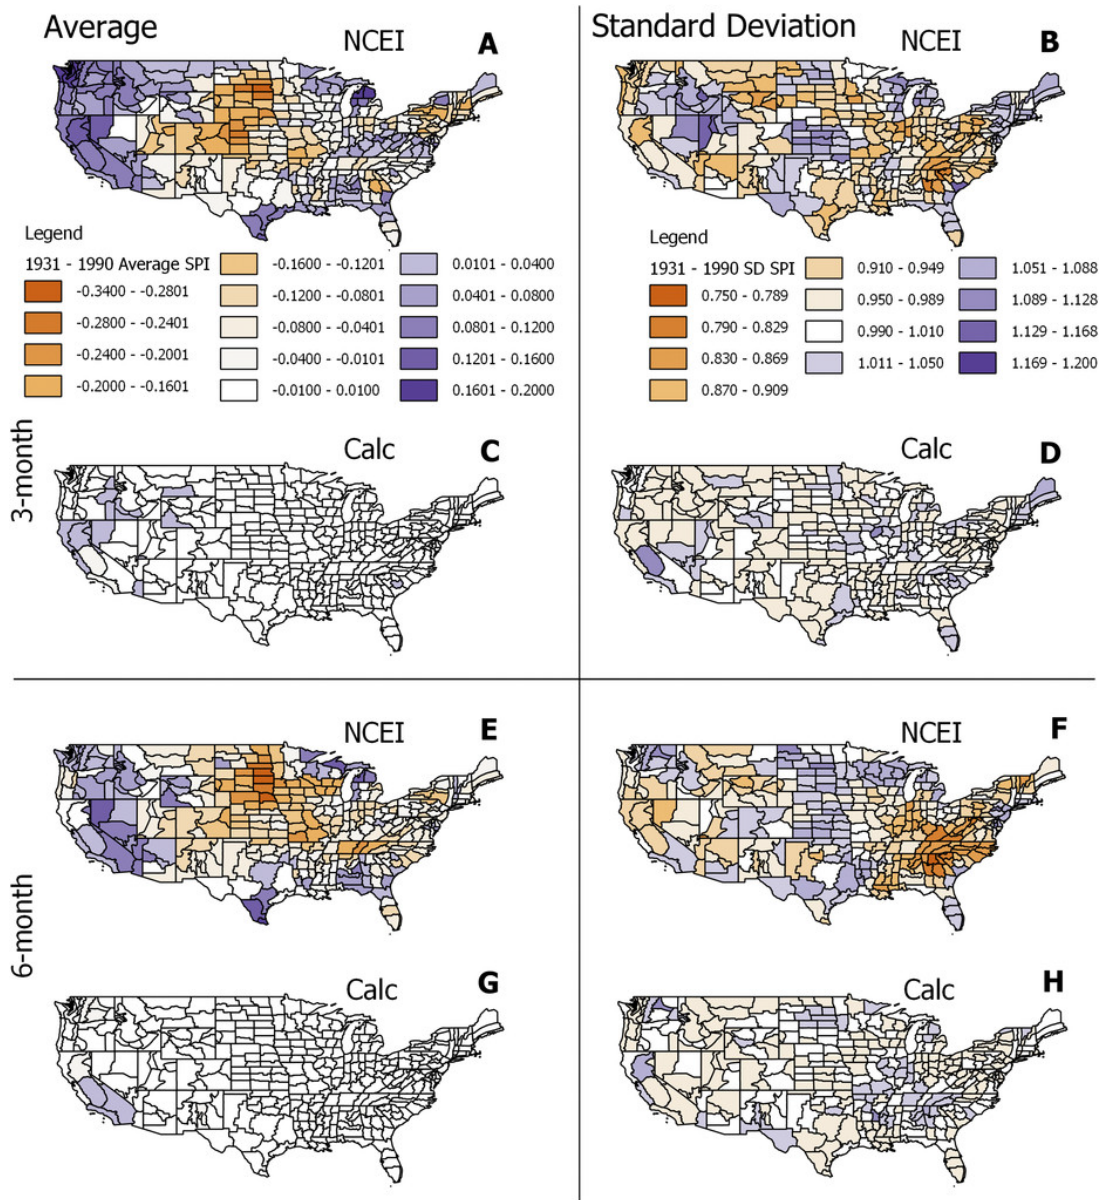 Average
NCEI
A
Standard Deviation
NCEI
B
Legend
1931 - 1990 Average SPI
-0.3400 - -0.2801
-0.2800 - -0.2401
-0.2400 - -0.2001
-0.2000 - -0.1601
-0.1600 - -0.1201
-0.1200 - -0.0801
-0.0800 - -0.0401
-0.0400 - -0.0101
-0.0100 - 0.0100
0.0101 - 0.0400
0.0401 - 0.0800
0.0801 - 0.1200
0.1201 - 0.1600
0.1601 - 0.2000
Legend
1931 - 1990 SD SPI
0.750 - 0.789
0.790 - 0.829
0.830 - 0.869
0.870 - 0.909
0.910 - 0.949
0.950 - 0.989
0.990 - 1.010
1.011 - 1.050
1.051 - 1.088
1.089 - 1.128
1.129 - 1.168
1.169 - 1.200
3-month
Calc
C
Calc
D
6-month
NCEI
E
NCEI
F
Calc
G
Calc
H